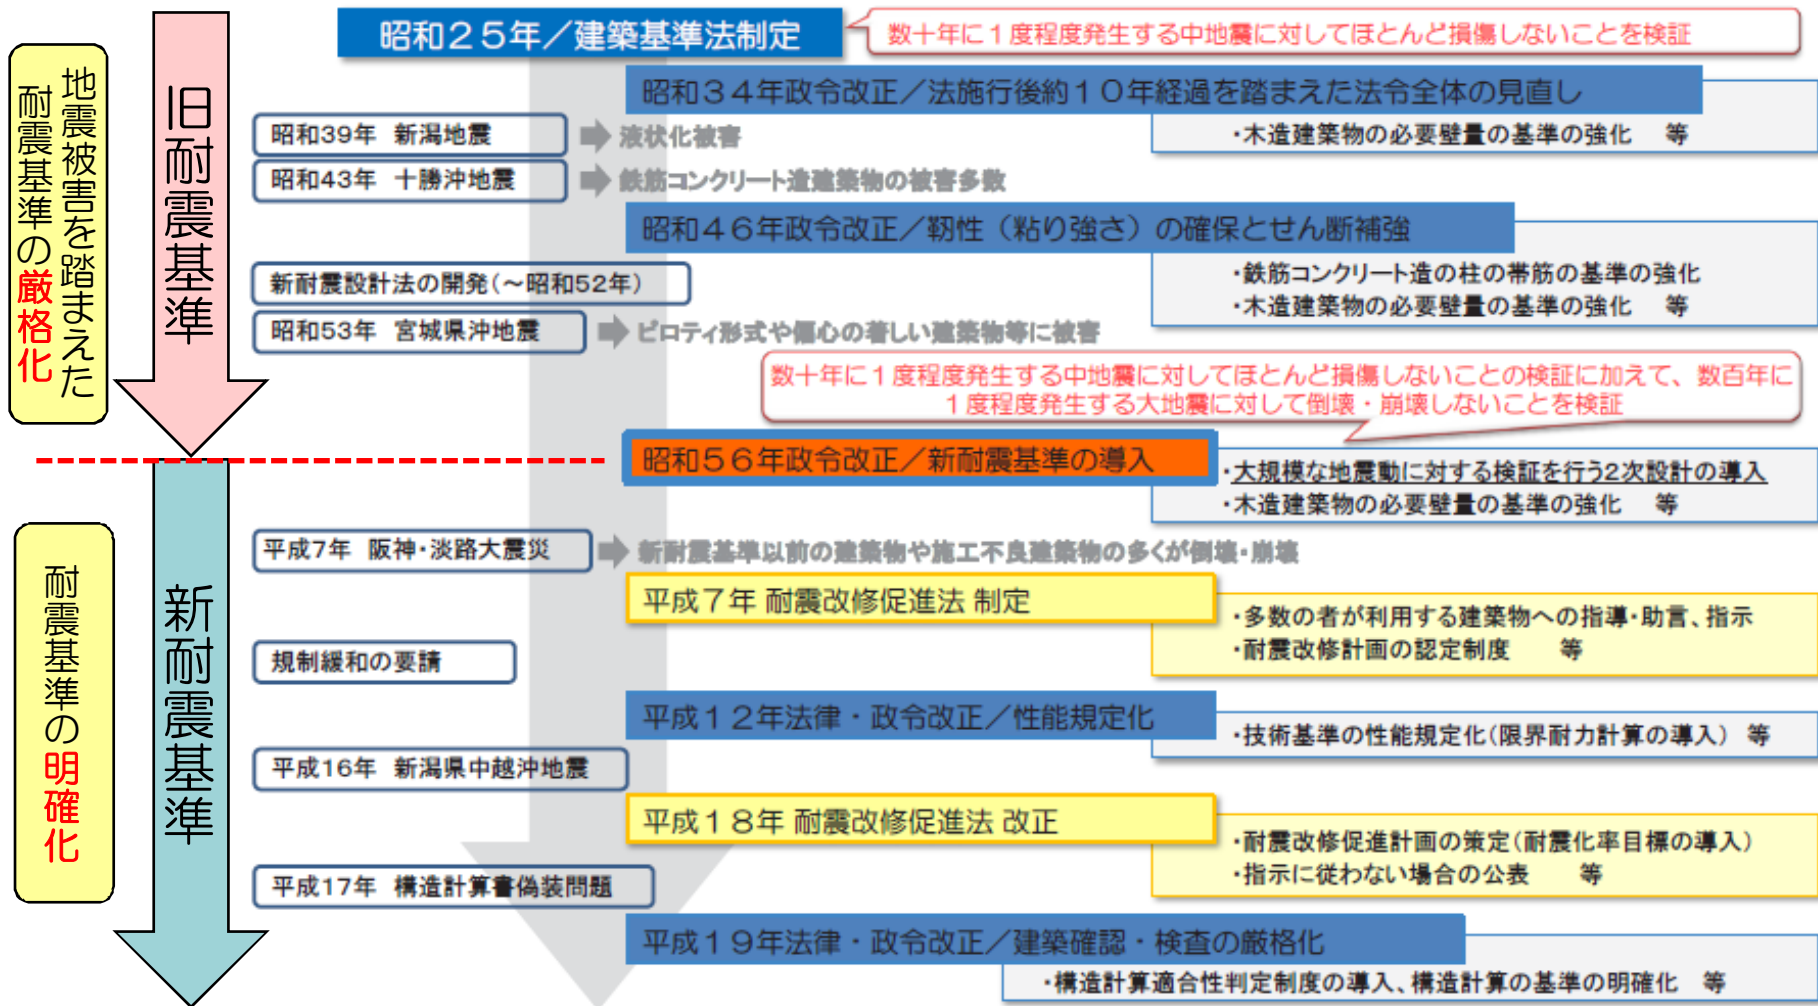 昭和２５年／建築基準法制定
数十年に１度程度発生する中地震に対してほとんど損傷しないことを検証
地震被害を踏まえた
耐震基準の厳格化
旧耐震基準
昭和３４年政令改正／法施行後約１０年経過を踏まえた法令全体の見直し
・木造建築物の必要壁量の基準の強化　等
昭和39年　新潟地震
液状化被害
昭和43年　十勝沖地震
鉄筋コンクリート造建築物の被害多数
昭和４６年政令改正／靭性（粘り強さ）の確保とせん断補強
・鉄筋コンクリート造の柱の帯筋の基準の強化
・木造建築物の必要壁量の基準の強化　等
新耐震設計法の開発(～昭和52年)
昭和53年　宮城県沖地震
ピロティ形式や偏心の著しい建築物等に被害
数十年に１度程度発生する中地震に対してほとんど損傷しないことの検証に加えて、数百年に
１度程度発生する大地震に対して倒壊・崩壊しないことを検証
昭和５６年政令改正／新耐震基準の導入
・大規模な地震動に対する検証を行う2次設計の導入
・木造建築物の必要壁量の基準の強化　等
耐震基準の明確化
新耐震基準
平成7年　阪神・淡路大震災
新耐震基準以前の建築物や施工不良建築物の多くが倒壊・崩壊
平成７年 耐震改修促進法 制定
・多数の者が利用する建築物への指導・助言、指示
・耐震改修計画の認定制度　等
規制緩和の要請
平成１２年法律・政令改正／性能規定化
・技術基準の性能規定化(限界耐力計算の導入)　等
平成16年　新潟県中越沖地震
平成１８年 耐震改修促進法 改正
・耐震改修促進計画の策定(耐震化率目標の導入)
・指示に従わない場合の公表　等
平成17年　構造計算書偽装問題
平成１９年法律・政令改正／建築確認・検査の厳格化
・構造計算適合性判定制度の導入、構造計算の基準の明確化　等